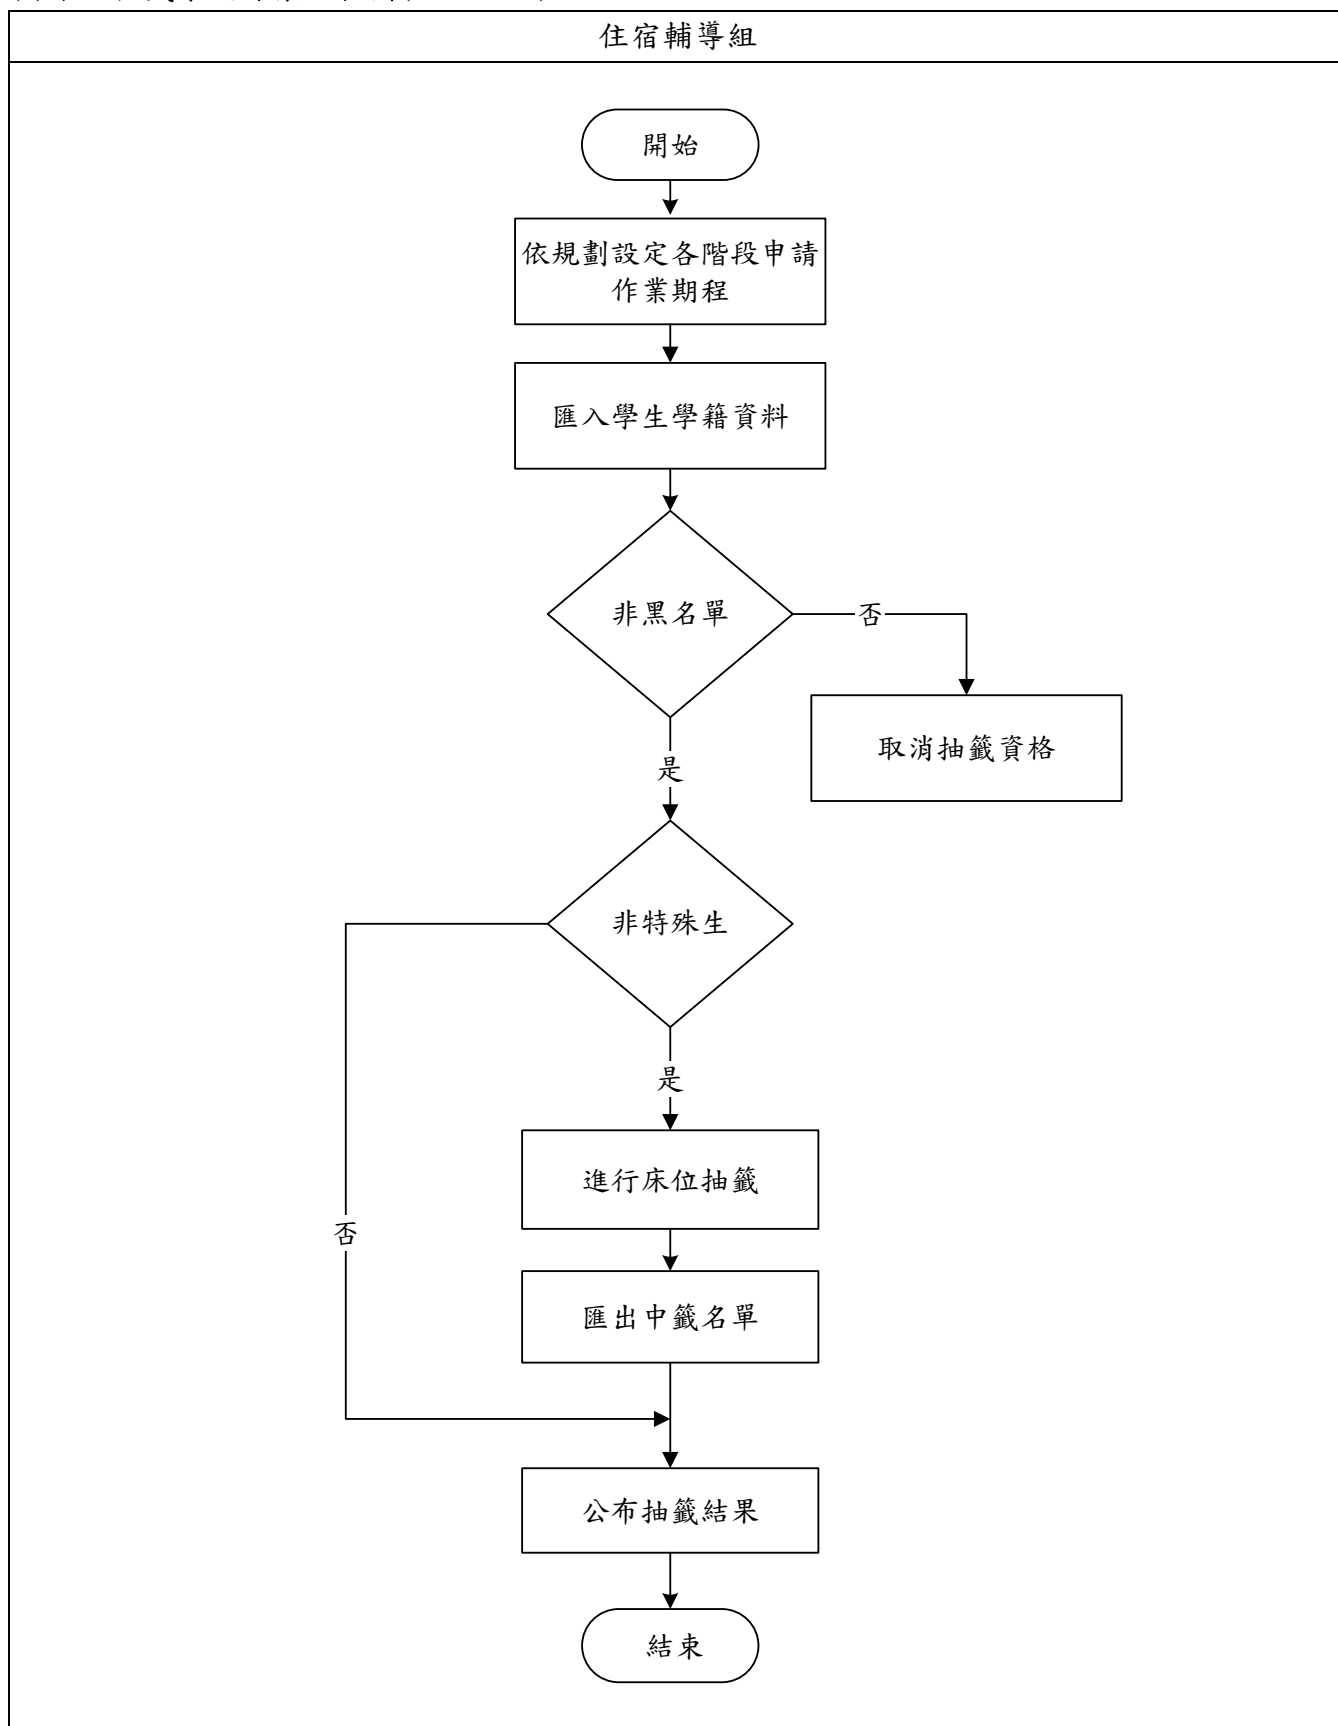 住宿輔導組
開始
依規劃設定各階段申請
作業期程
匯入學生學籍資料
非黑名單
否
取消抽籤資格
是
非特殊生
是
進行床位抽籤
否
匯出中籤名單
公布抽籤結果
結束